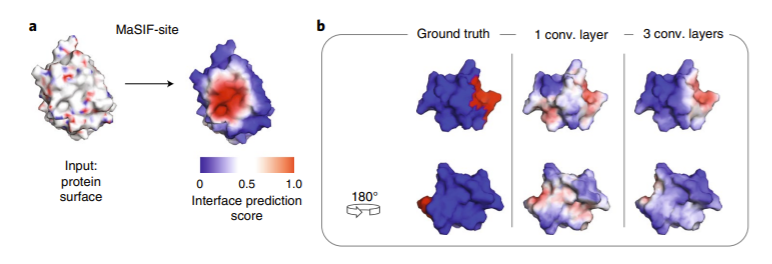 a
MaSIF-site
Input:
protein
surface
0 0.5 1.0
Interface prediction
score
b
Ground truth 1 conv. layer 3 conv. layers
180°